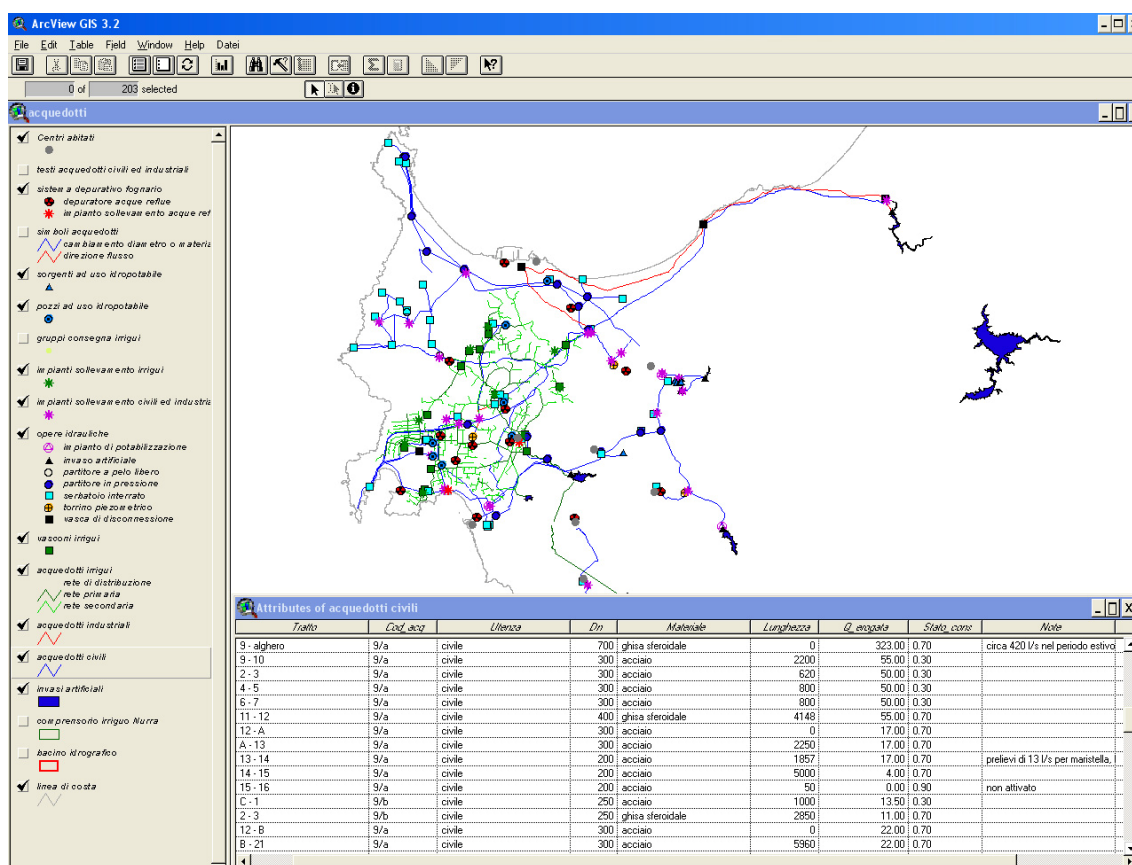 ArcView GIS 3.2
File Edit Table Field Window Help Datei
0 of 203 selected
acquedotti
Centri abitati
testi acquedotti civili ed industriali
sistema depurativo fognario
depuratore acque reflue
impianto sollevamento acque ref
simboli acquedotti
cambiamento diametro o materia
direzione flusso
sorgenti ad uso idropotabile
pozzi ad uso idropotabile
gruppi consegna irrigui
impianti sollevamento irrigui
impianti sollevamento civili ed industria
opere idrauliche
impianto di potabilizzazione
invaso artificiale
partitore a pelo libero
partitore in pressione
serbatoio interrato
torrino piezometrico
vasca di disconnessione
vasconi irrigui
acquedotti irrigui
rete di distribuzione
rete primaria
rete secondaria
acquedotti industriali
acquedotti civili
invasi artificiali
comprensorio irriguo Nurra
bacino idrografico
linea di costa
Attributes of acquedotti civili
Tratto Cod_acq Utenza Dn Materiale Lunghezza Q_erogata Stato_cons Note
9 - alghero 9/a civile 700 ghisa sferoidale 0 323.00 0.70 circa 420 l/s nel periodo estivo
9 - 10 9/a civile 300 acciaio 2200 55.00 0.30
2 - 3 9/a civile 300 acciaio 620 50.00 0.30
4 - 5 9/a civile 300 acciaio 800 50.00 0.30
6 - 7 9/a civile 300 acciaio 800 50.00 0.30
11 - 12 9/a civile 400 ghisa sferoidale 4148 55.00 0.70
12 - A 9/a civile 300 acciaio 0 17.00 0.70
A - 13 9/a civile 300 acciaio 2250 17.00 0.70
13 - 14 9/a civile 200 acciaio 1857 17.00 0.70 prelievi di 13 l/s per maristella,
14 - 15 9/a civile 200 acciaio 5000 4.00 0.70
15 - 16 9/a civile 200 acciaio 50 0.00 0.90 non attivato
C - 1 9/b civile 250 acciaio 1000 13.50 0.30
2 - 3 9/b civile 250 ghisa sferoidale 2850 11.00 0.70
12 - B 9/a civile 300 acciaio 0 22.00 0.70
B - 21 9/a civile 300 acciaio 5960 22.00 0.70